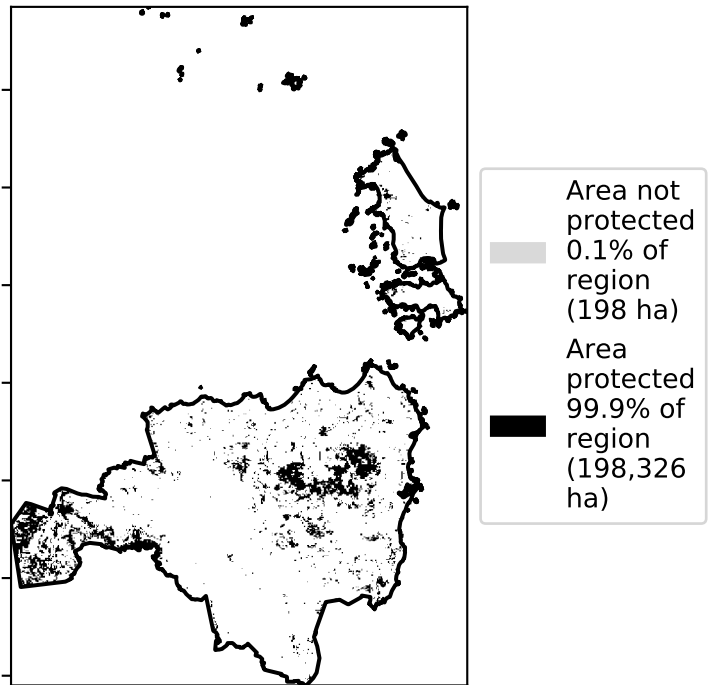 Area not
protected
0.1% of
region
(198 ha)
Area
protected
99.9% of
region
(198,326
ha)